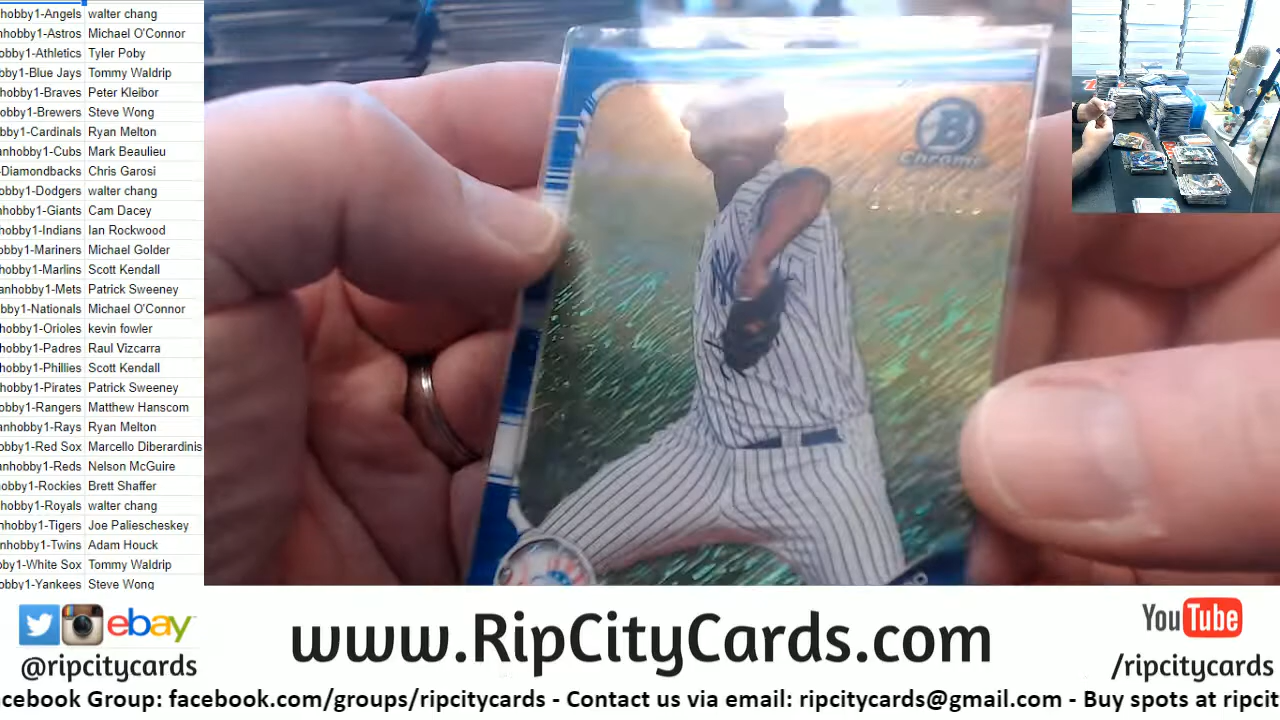 hobby1-Angels walter chang
nhobby1-Astros Michael O'Connor
hobby1-Athletics Tyler Poby
bby1-Blue Jays Tommy Waldrip
hobby1-Braves Peter Kleibor
obby1-Brewers Steve Wong
bby1-Cardinals Ryan Melton
anhobby1-Cubs Mark Beaulieu
-Diamondbacks Chris Garosi
obby1-Dodgers walter chang
nhobby1-Giants Cam Dacey
hobby1-Indians Ian Rockwood
obby1-Mariners Michael Golder
hobby1-Marlins Scott Kendall
anhobby1-Mets Patrick Sweeney
bby1-Nationals Michael O'Connor
hobby1-Orioles kevin fowler
hobby1-Padres Raul Vizcarra
hobby1-Phillies Scott Kendall
hobby1-Pirates Patrick Sweeney
obby1-Rangers Matthew Hanscom
anhobby1-Rays Ryan Melton
obby1-Red Sox Marcello Diberardinis
anhobby1-Reds Nelson McGuire
obby1-Rockies Brett Shaffer
hobby1-Royals walter chang
nhobby1-Tigers Joe Paliescheskey
nhobby1-Twins Adam Houck
bby1-White Sox Tommy Waldrip
obby1-Yankees Steve Wong
B
Chrome
NY
ebay
@ripcitycards
www.RipCityCards.com
YouTube
/ripcitycards
acebook Group: facebook.com/groups/ripcitycards - Contact us via email: ripcitycards@gmail.com - Buy spots at ripcit